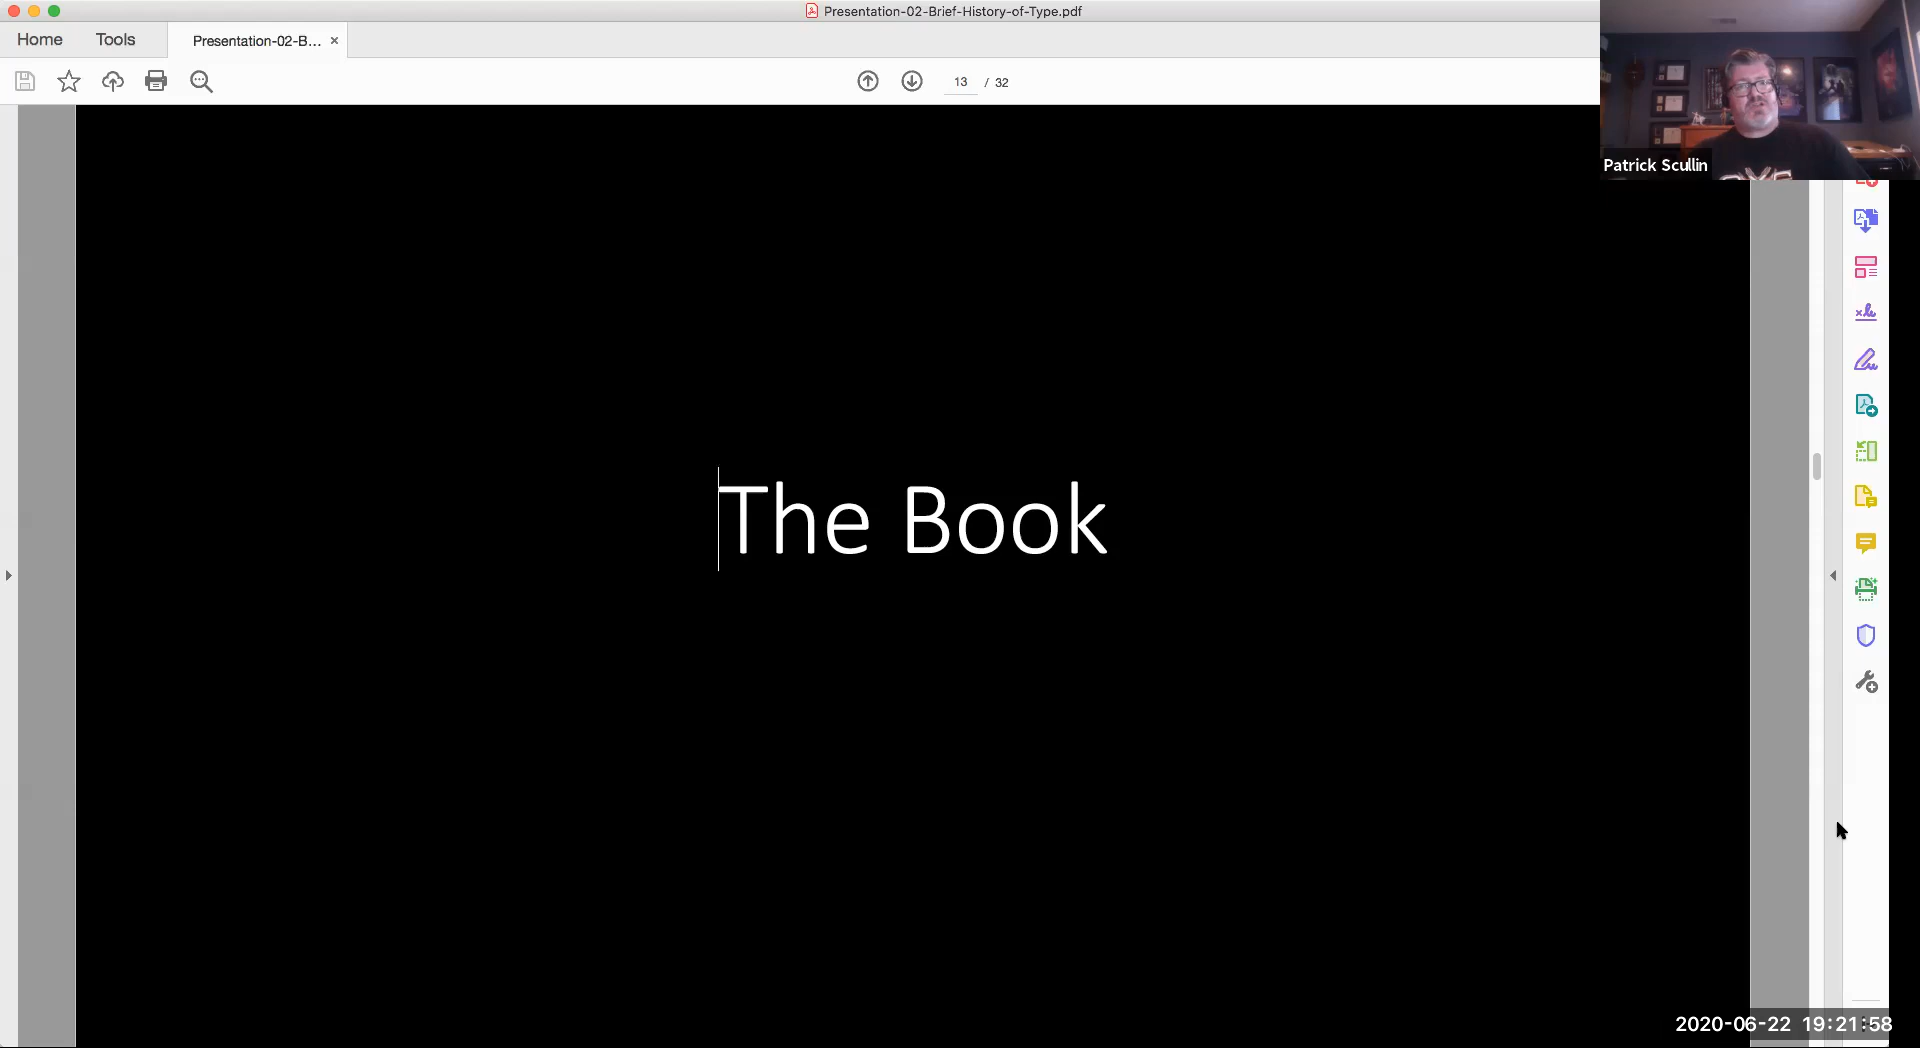 Presentation-02-Brief-History-of-Type.pdf
Home
Tools
Presentation-02-B...
13 / 32
Patrick Scullin
The Book
2020-06-22 19:21:58